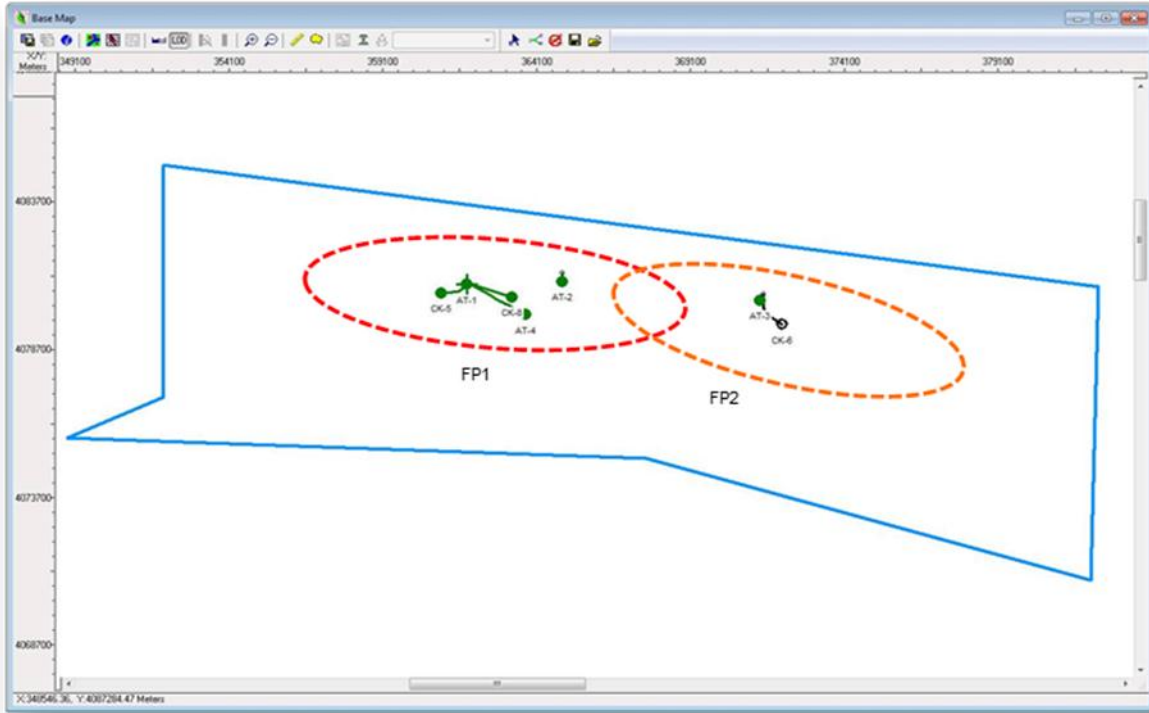 Base Map
LOD
X/Y:
Meters
349100 354100 359100 364100 369100 374100 379100
4083700
AT-2
CK-5 AT-1
CK-8
AT-3
AT-4
CK-6
4078700
FP1
FP2
4073700
4068700
X:348546.36, Y:4087284.47 Meters